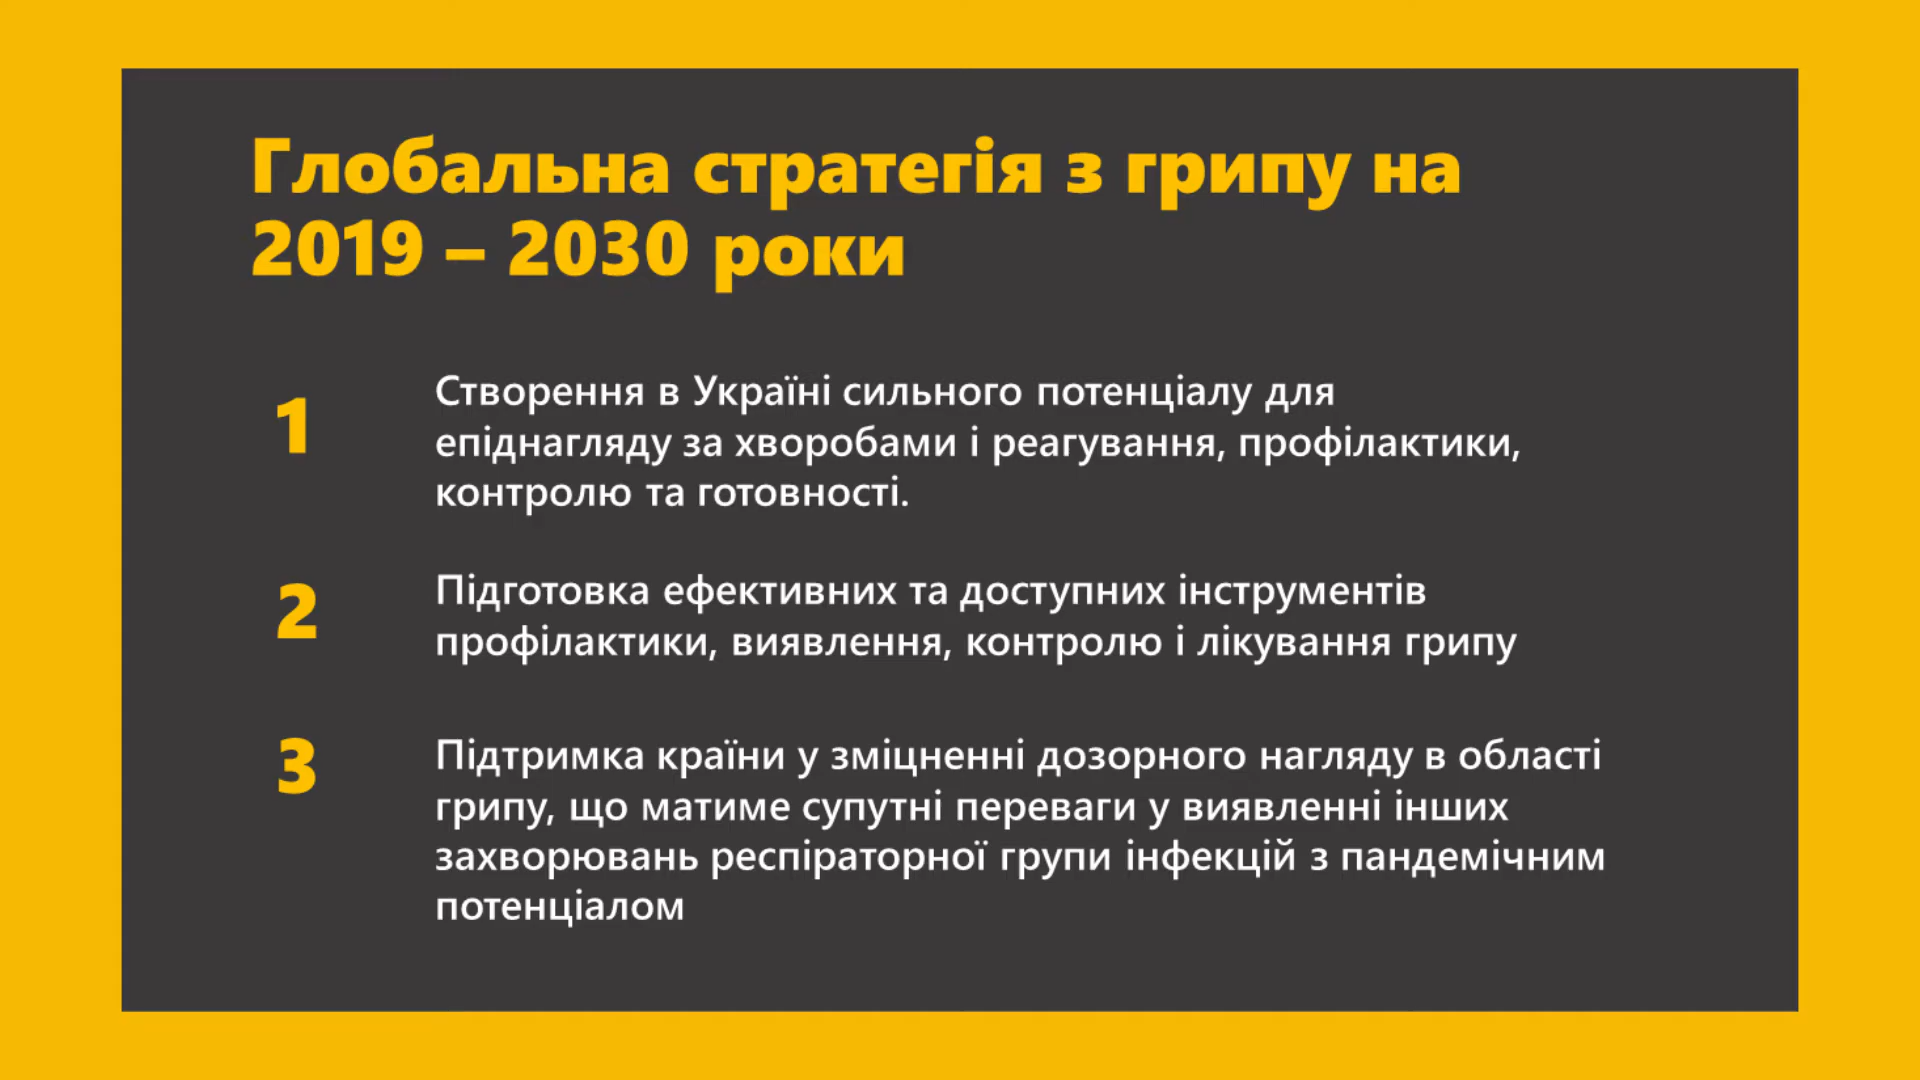 Глобальна стратегія з грипу на
2019 – 2030 роки
1
Створення в Україні сильного потенціалу для
епіднагляду за хворобами і реагування, профілактики,
контролю та готовності.
2
Підготовка ефективних та доступних інструментів
профілактики, виявлення, контролю і лікування грипу
3
Підтримка країни у зміцненні дозорного нагляду в області
грипу, що матиме супутні переваги у виявленні інших
захворювань респіраторної групи інфекцій з пандемічним
потенціалом